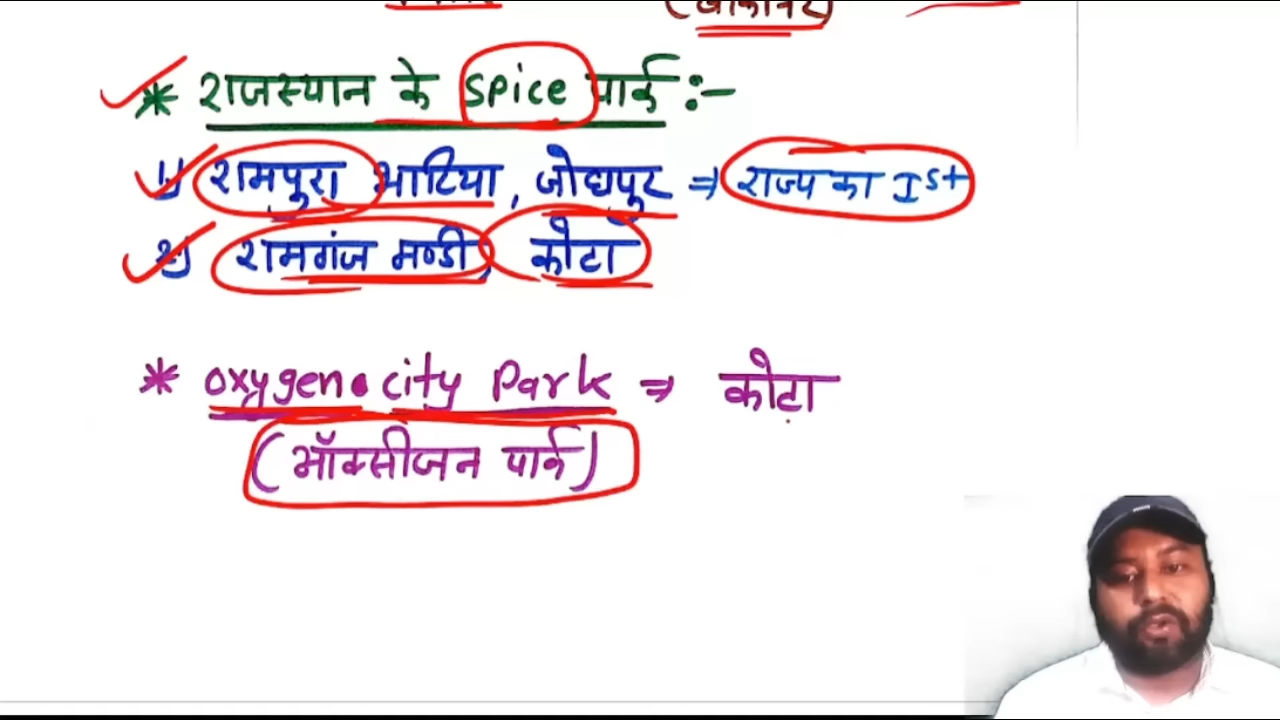 * राजस्थान के Spice पार्क :-
1) रामपुरा भाटिया, जोधपुर ⇒ राज्य का Ist
2) रामगंज मण्डी, कोटा
* oxygen city Park ⇒ कोटा
(ऑक्सीजन पार्क)